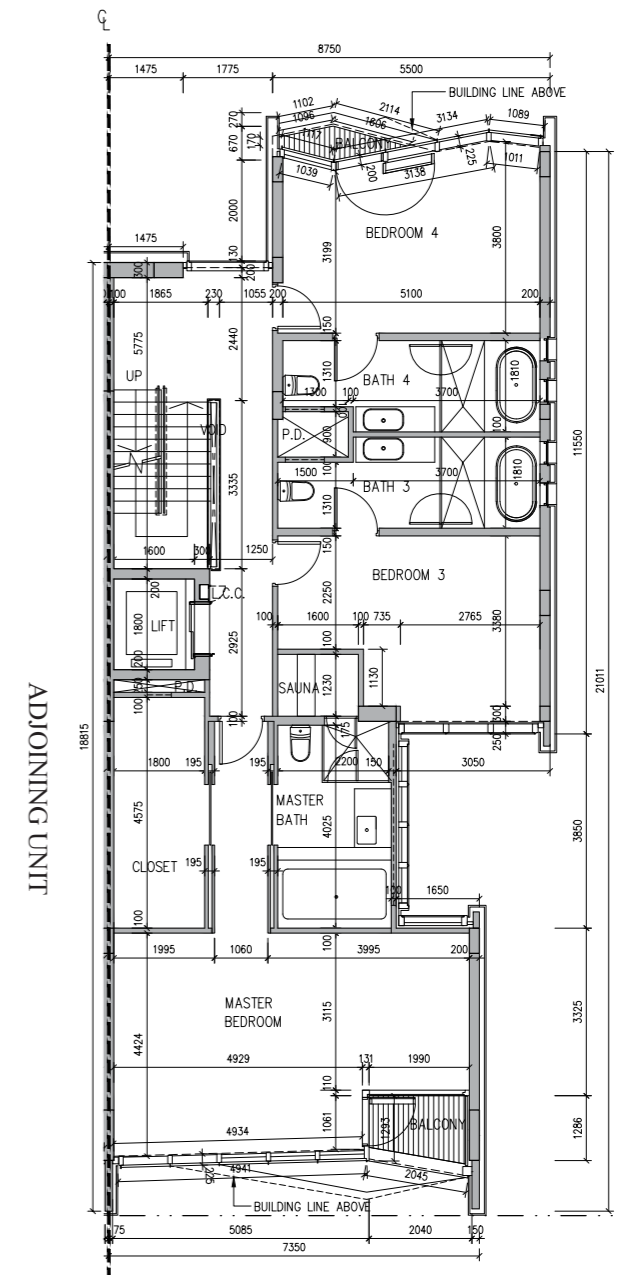 ℄
8750
1475 1775 5500
1102 2114 BUILDING LINE ABOVE
1096 1606 3134 1089
270
670 170 1177 BALCONY 225
1039 200 3138 1011
2000
BEDROOM 4
1475 3199 3800
130
300 200
1865 230 1055 200 5100 200
5775 2440 150
UP 1310 BATH 4 1810
1300 100 3700
VOID P.D. 900 100
100
3335 1500 3700 1810
1310 BATH 3
11550
1600 300 1250 150
BEDROOM 3
200 L.C.C. 2250
1800 LIFT 100 1600 100 735 2765 3380
2925 100
200 SAUNA 1230 1130
P.D.
100 100 175 300
250
21011
18815
ADJOINING UNIT
1800 195 195 2200 150 3050
MASTER
BATH
4575 4025 3850
CLOSET 195 195
100 1650
100 100
1995 1060 3995 200
MASTER
BEDROOM
3115 3325
4424
4929 131 1990
110
1061 1293 BALCONY 1286
4934
225 4941 2045
BUILDING LINE ABOVE
75 5085 2040 150
7350